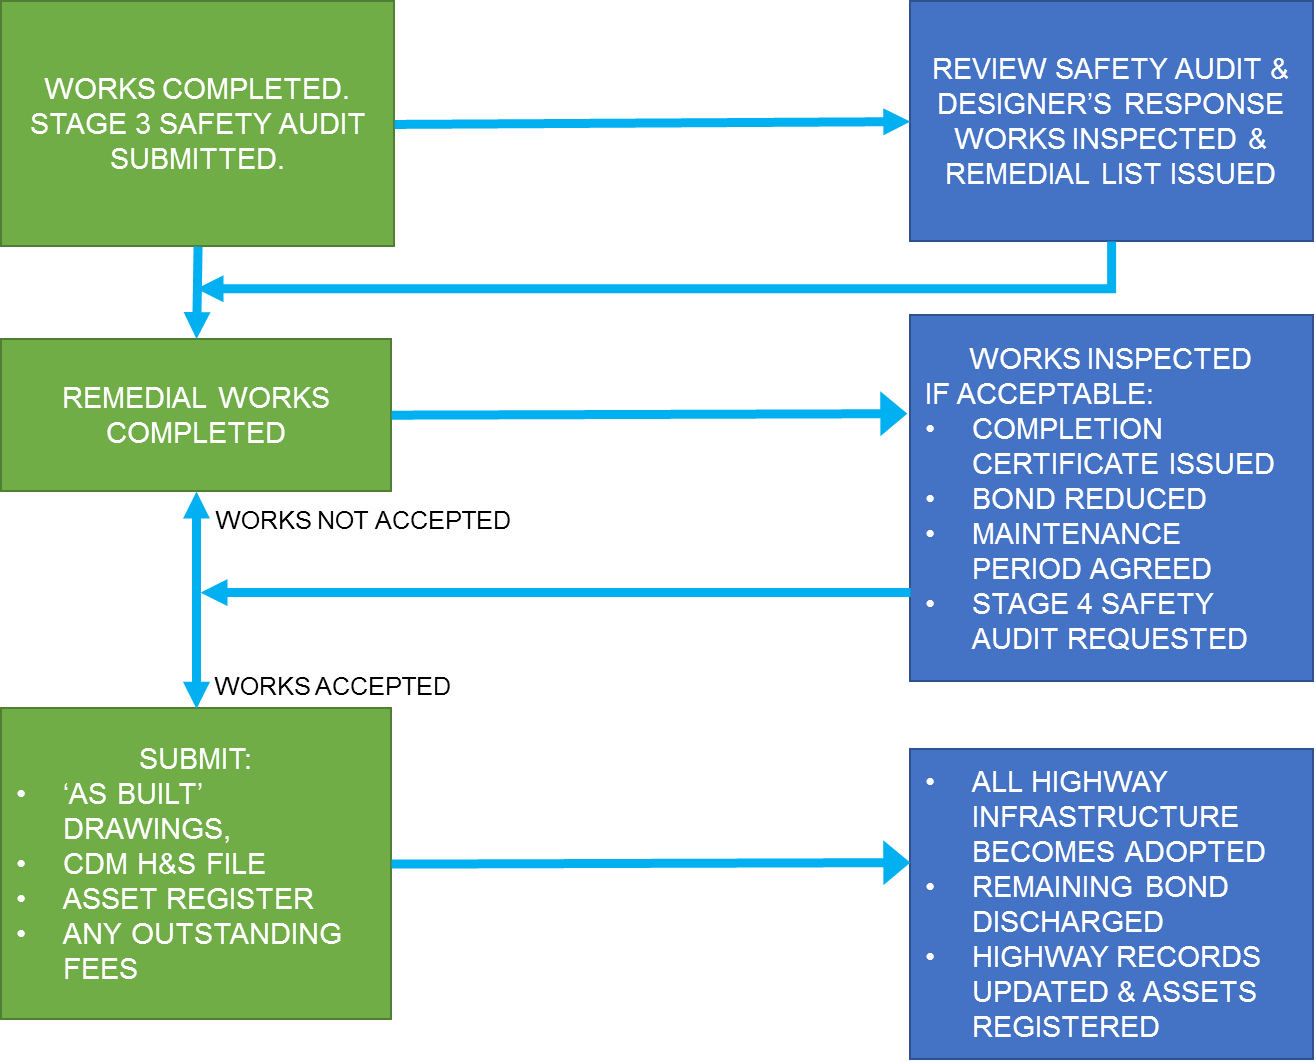 WORKS COMPLETED.
STAGE 3 SAFETY AUDIT
SUBMITTED.
REVIEW SAFETY AUDIT &
DESIGNER’S RESPONSE
WORKS INSPECTED &
REMEDIAL LIST ISSUED
REMEDIAL WORKS
COMPLETED
WORKS INSPECTED
IF ACCEPTABLE:
• COMPLETION
CERTIFICATE ISSUED
• BOND REDUCED
• MAINTENANCE
PERIOD AGREED
• STAGE 4 SAFETY
AUDIT REQUESTED
WORKS NOT ACCEPTED
WORKS ACCEPTED
SUBMIT:
• ‘AS BUILT’
DRAWINGS,
• CDM H&S FILE
• ASSET REGISTER
• ANY OUTSTANDING
FEES
• ALL HIGHWAY
INFRASTRUCTURE
BECOMES ADOPTED
• REMAINING BOND
DISCHARGED
• HIGHWAY RECORDS
UPDATED & ASSETS
REGISTERED